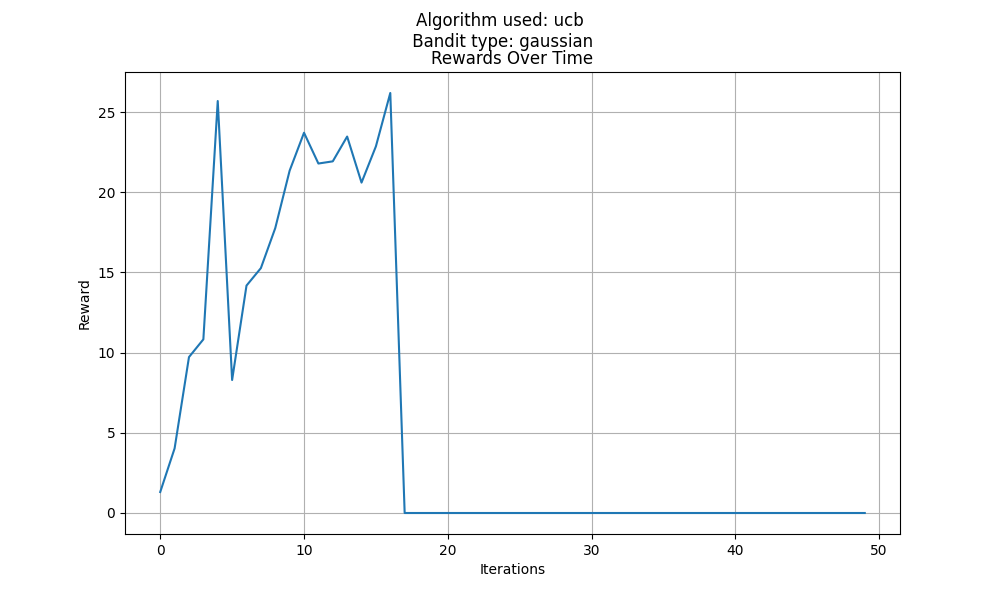 Algorithm used: ucb
Bandit type: gaussian
Rewards Over Time
25
20
15
10
5
0
Reward
0 10 20 30 40 50
Iterations